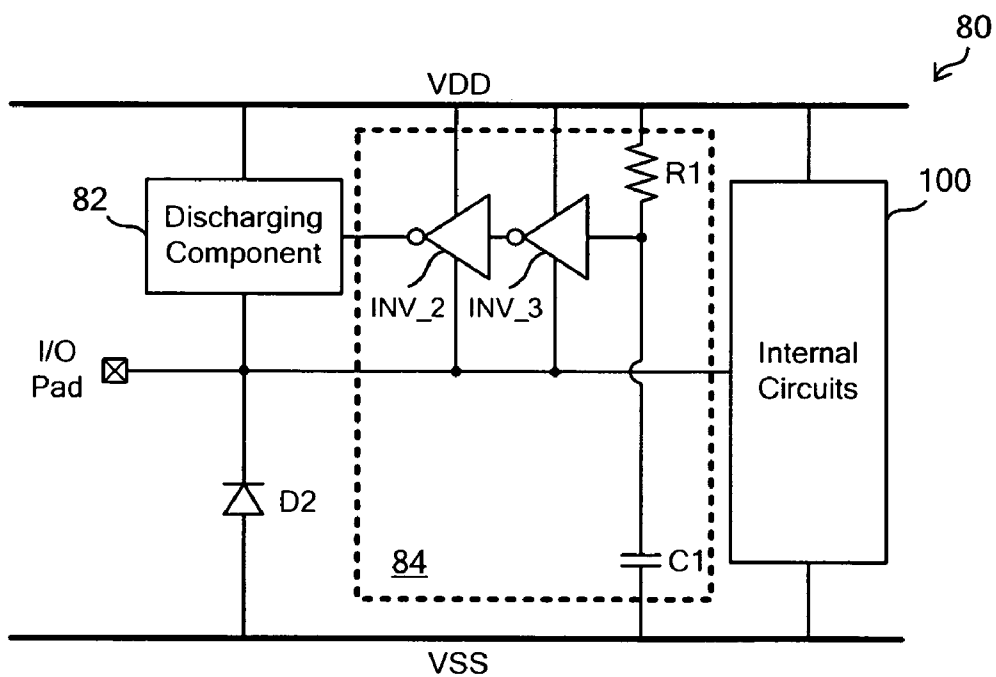 80
VDD
R1
82
Discharging
Component
100
INV_2
INV_3
I/O
Pad
Internal
Circuits
D2
84
C1
VSS